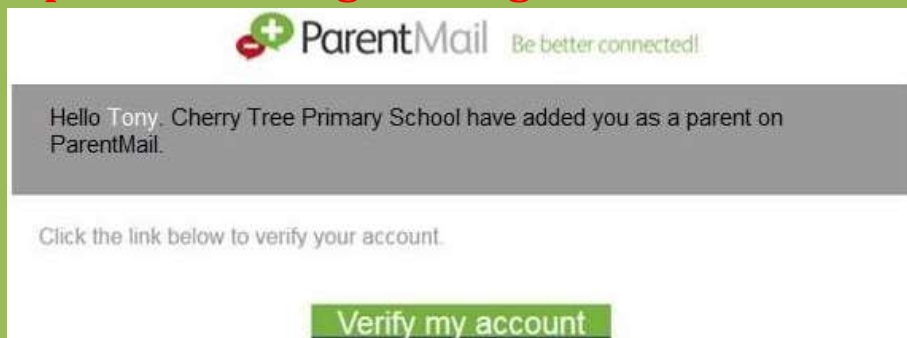 ParentMail Be better connected!
Hello Tony. Cherry Tree Primary School have added you as a parent on
ParentMail.
Click the link below to verify your account.
Verify my account